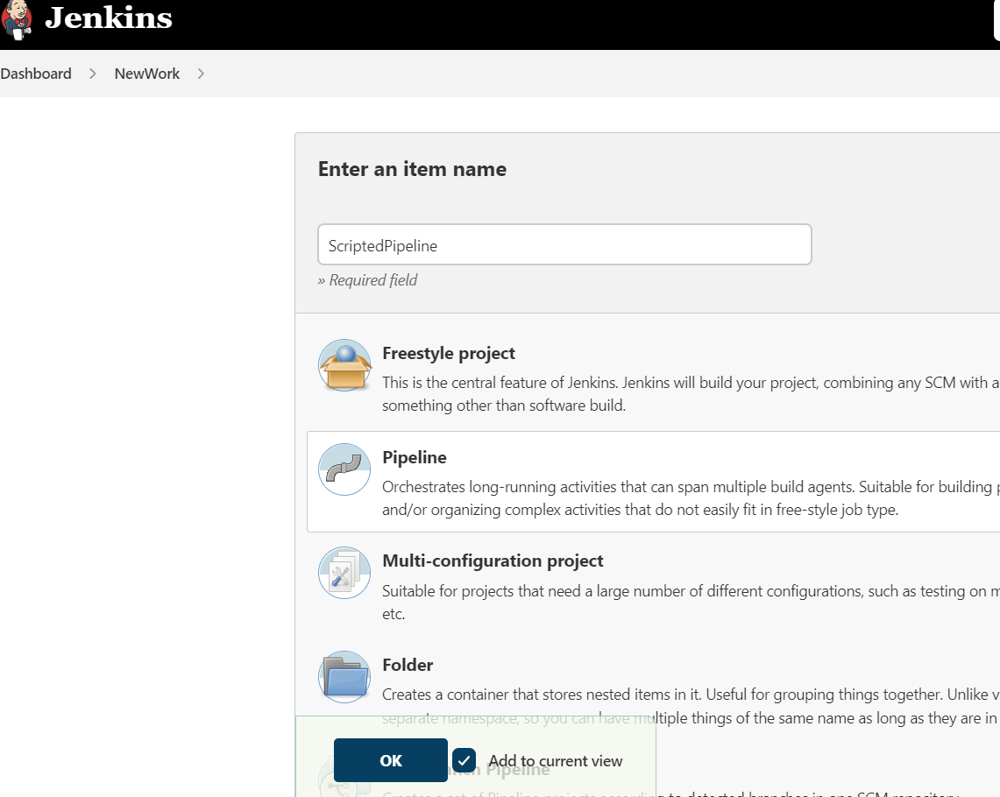 Jenkins
Dashboard > NewWork >
Enter an item name
ScriptedPipeline
» Required field
Freestyle project
This is the central feature of Jenkins. Jenkins will build your project, combining any SCM with a
something other than software build.
Pipeline
Orchestrates long-running activities that can span multiple build agents. Suitable for building
and/or organizing complex activities that do not easily fit in free-style job type.
Multi-configuration project
Suitable for projects that need a large number of different configurations, such as testing on
etc.
Folder
Creates a container that stores nested items in it. Useful for grouping things together. Unlike
separate namespace, so you can have multiple things of the same name as long as they are in
OK Add to current view
Pipeline
Creates a set of Pipeline projects according to detected branches in one SCM repository.